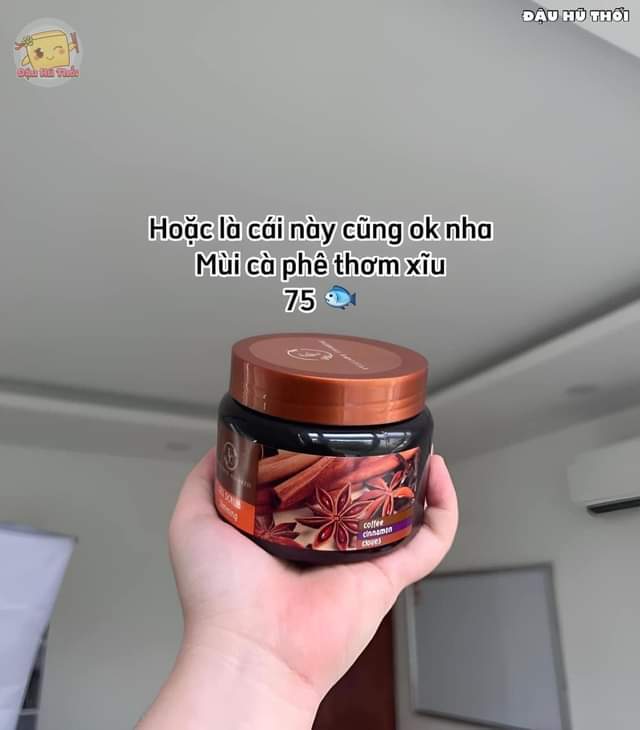 ĐẬU HŨ THỐI
Đậu Hũ Thối
Hoặc là cái này cũng ok nha
Mùi cà phê thơm xĩu
75 🐟
coffee
cinnamon
cloves